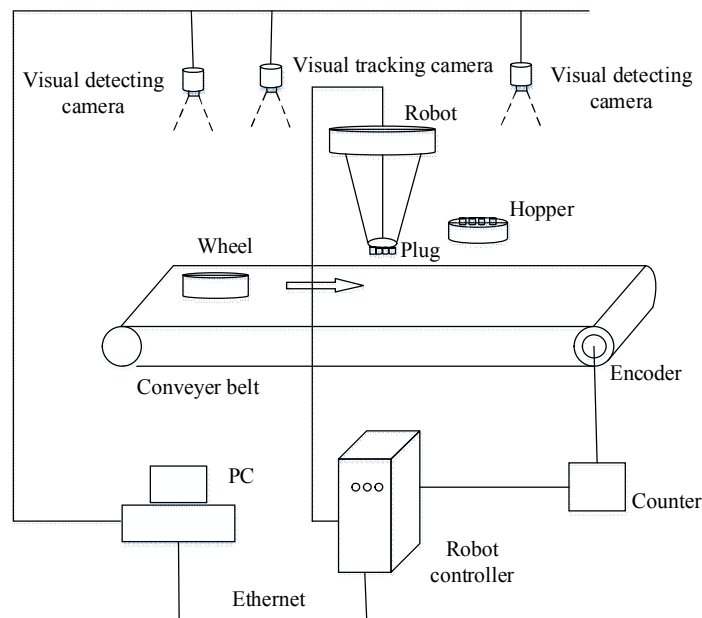 Visual detecting
camera
Visual tracking camera
Visual detecting
camera
Robot
Hopper
Plug
Wheel
Encoder
Conveyer belt
PC
Counter
Robot
controller
Ethernet